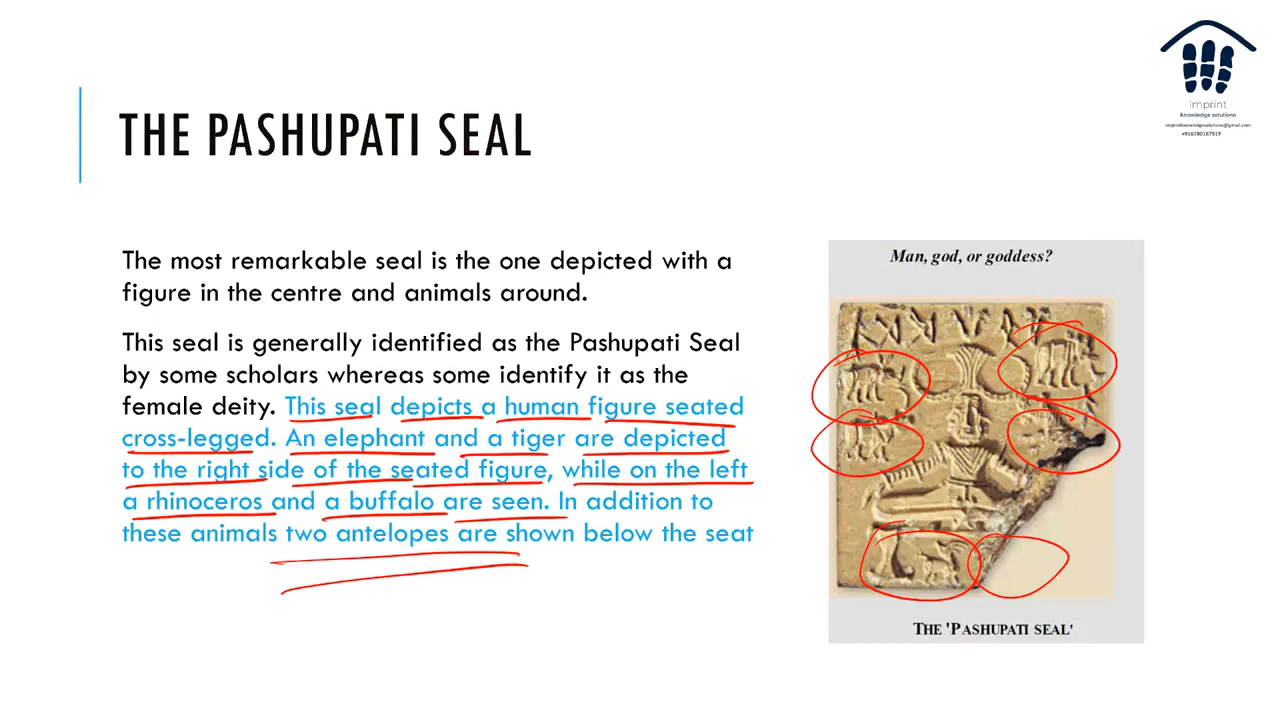 imprint
knowledge solutions
imprintknowledgesolutions@gmail.com
+916280187919
THE PASHUPATI SEAL
The most remarkable seal is the one depicted with a
figure in the centre and animals around.
This seal is generally identified as the Pashupati Seal
by some scholars whereas some identify it as the
female deity. This seal depicts a human figure seated
cross-legged. An elephant and a tiger are depicted
to the right side of the seated figure, while on the left
a rhinoceros and a buffalo are seen. In addition to
these animals two antelopes are shown below the seat
Man, god, or goddess?
THE 'PASHUPATI SEAL'